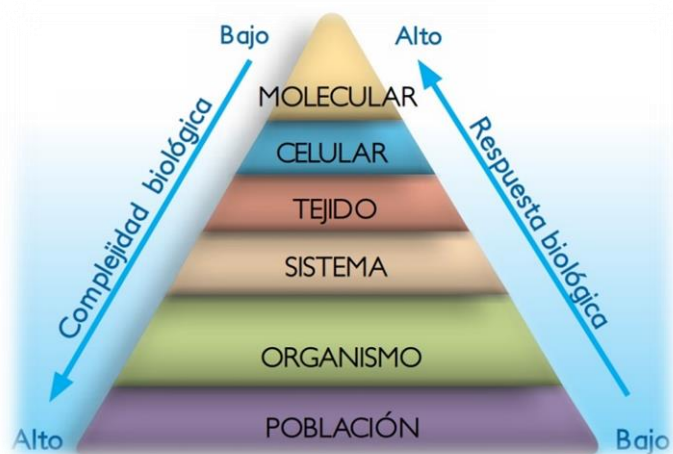 Bajo
Alto
MOLECULAR
CELULAR
TEJIDO
SISTEMA
ORGANISMO
POBLACIÓN
Complejidad biológica
Respuesta biológica
Alto
Bajo